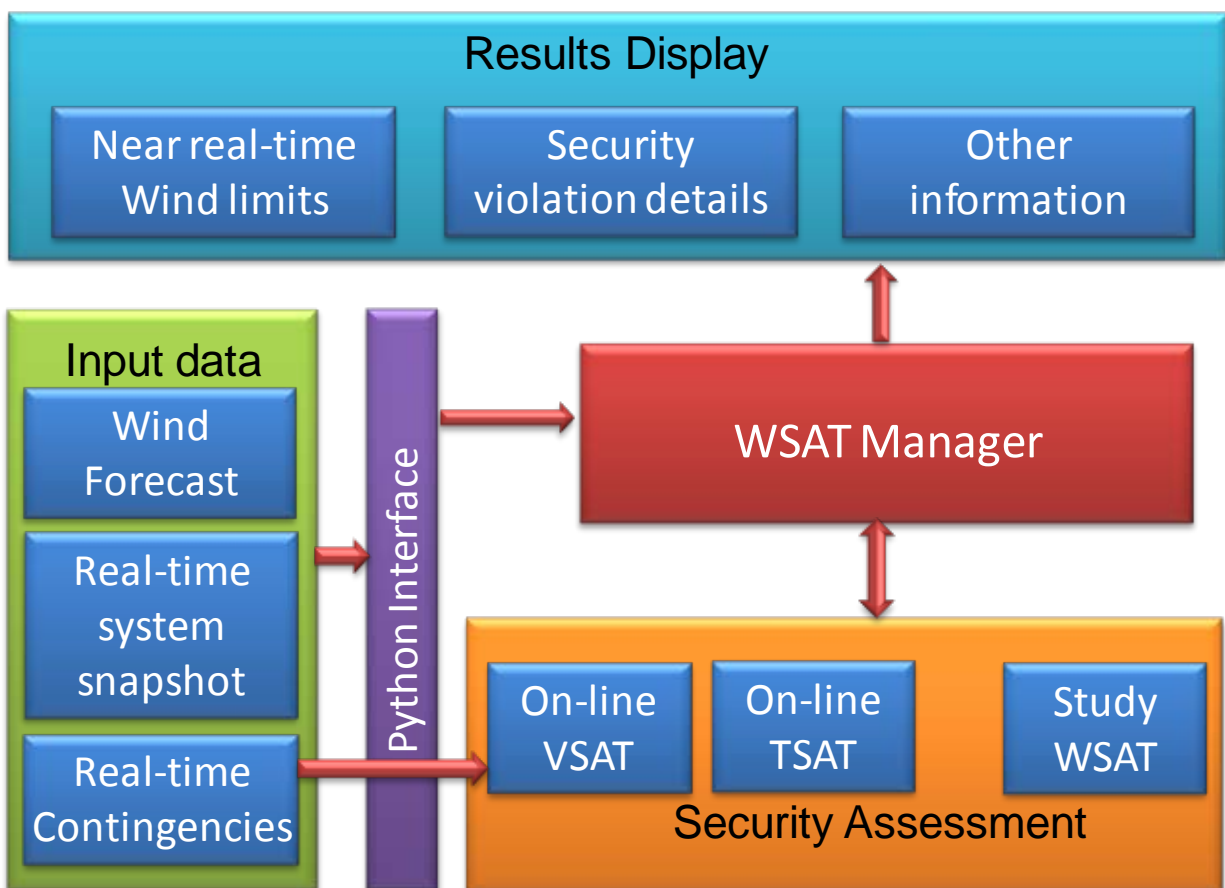 Results Display
Near real-time
Wind limits
Security
violation details
Other
information
Input data
Wind
Forecast
Real-time
system
snapshot
Real-time
Contingencies
Python Interface
WSAT Manager
On-line
VSAT
On-line
TSAT
Study
WSAT
Security Assessment